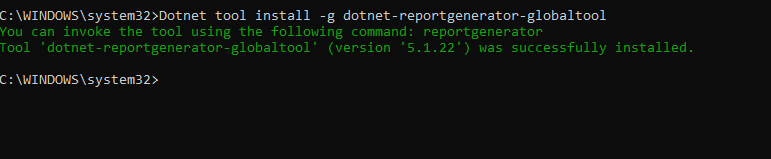 C:\WINDOWS\system32>Dotnet tool install -g dotnet-reportgenerator-globaltool
You can invoke the tool using the following command: reportgenerator
Tool 'dotnet-reportgenerator-globaltool' (version '5.1.22') was successfully installed.
C:\WINDOWS\system32>